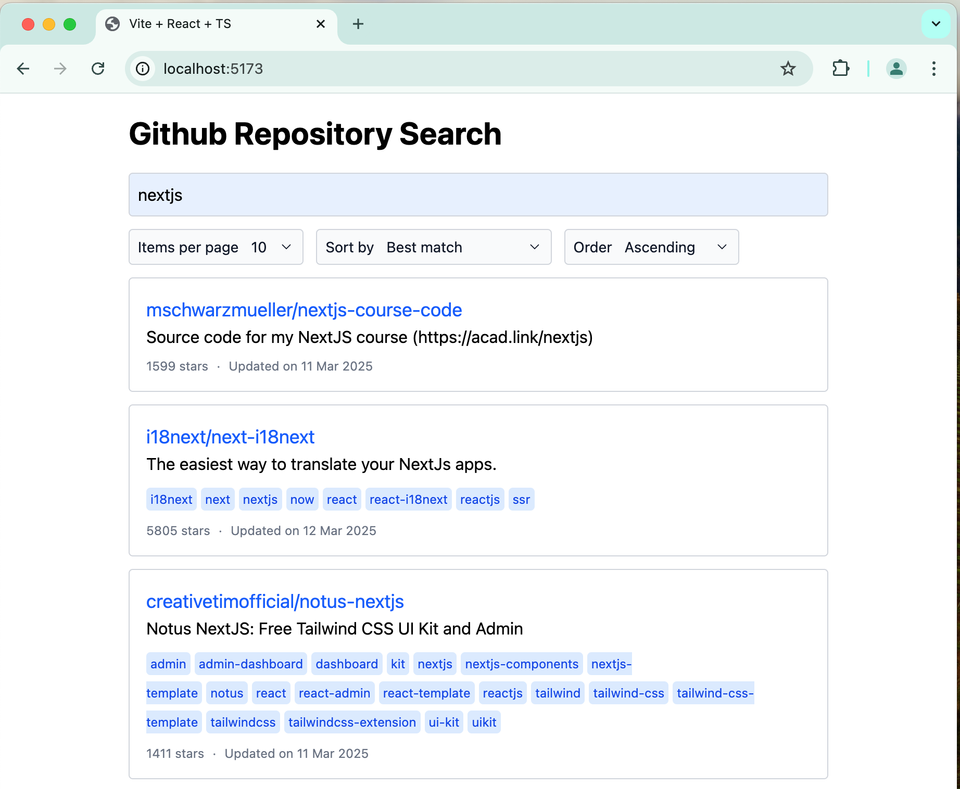 Vite + React + TS
localhost:5173
Github Repository Search
nextjs
Items per page 10 Sort by Best match Order Ascending
mschwarzmueller/nextjs-course-code
Source code for my NextJS course (https://acad.link/nextjs)
1599 stars · Updated on 11 Mar 2025
i18next/next-i18next
The easiest way to translate your NextJs apps.
i18next next nextjs now react react-i18next reactjs ssr
5805 stars · Updated on 12 Mar 2025
creativetimofficial/notus-nextjs
Notus NextJS: Free Tailwind CSS UI Kit and Admin
admin admin-dashboard dashboard kit nextjs nextjs-components nextjs-
template notus react react-admin react-template reactjs tailwind tailwind-css tailwind-css-
template tailwindcss tailwindcss-extension ui-kit uikit
1411 stars · Updated on 11 Mar 2025